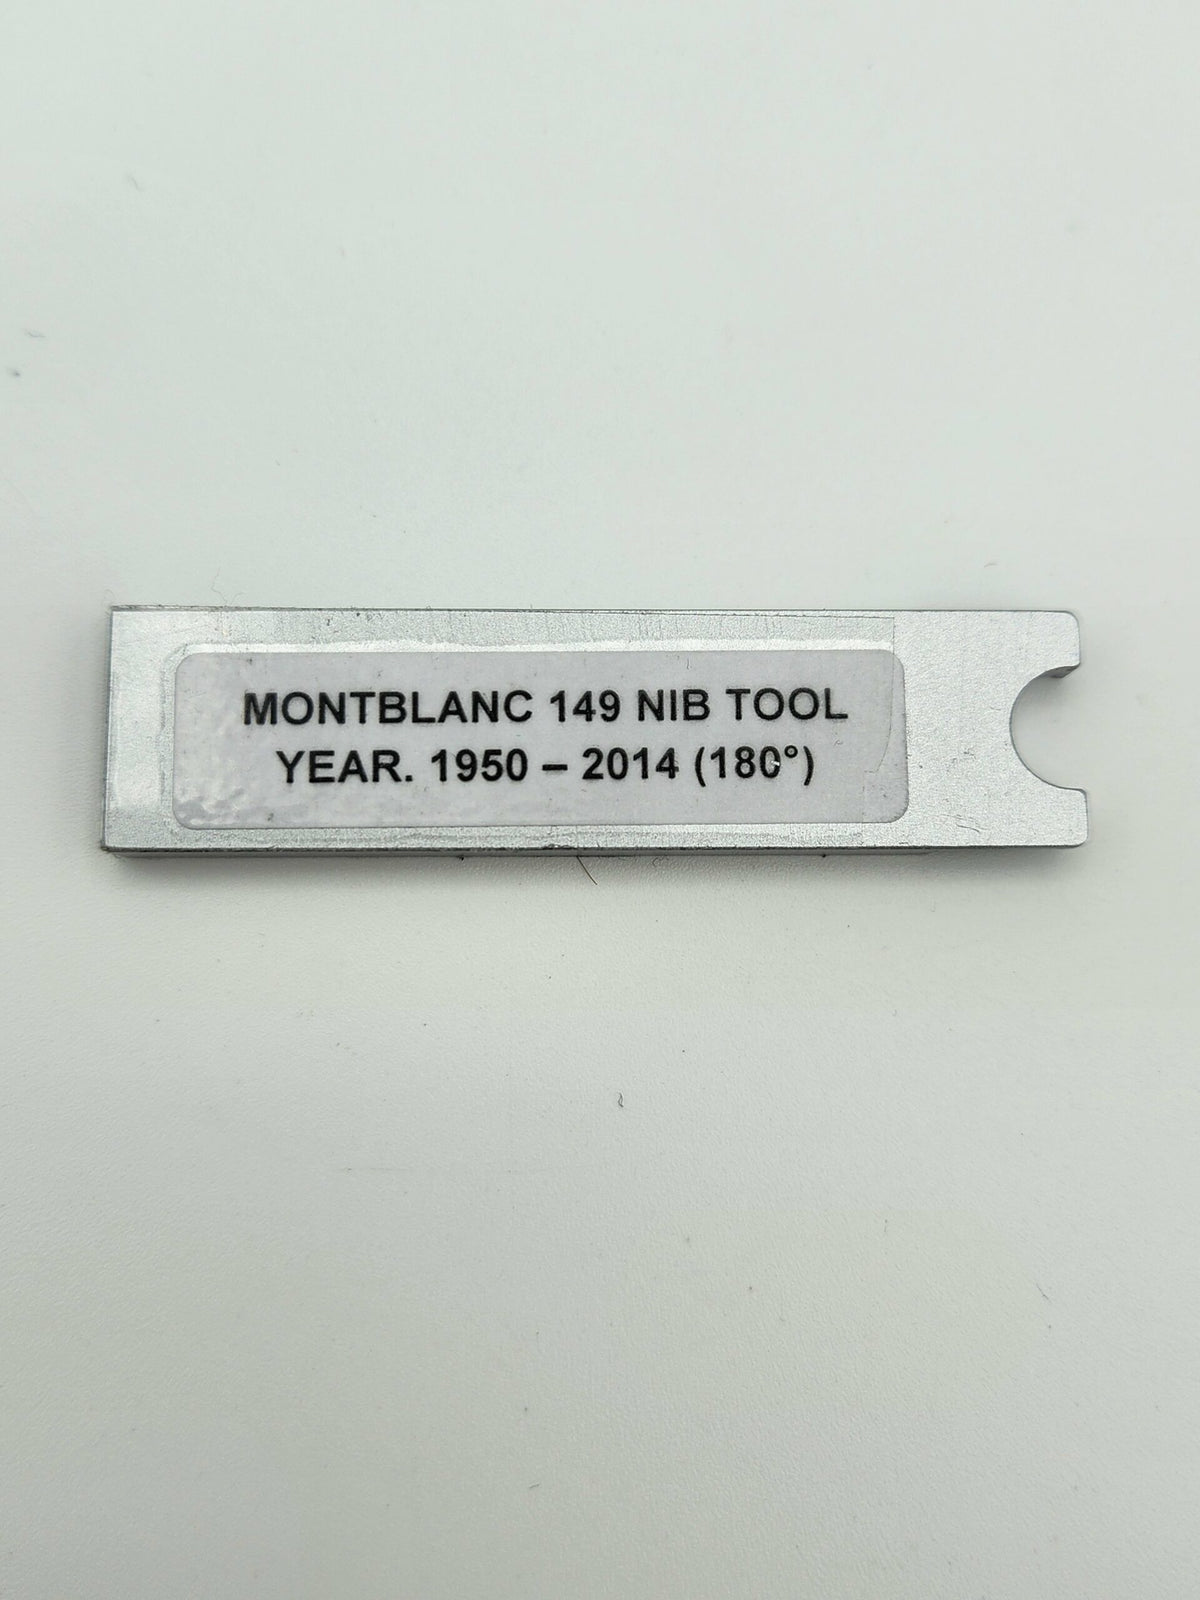 MONTBLANC 149 NIB TOOL
YEAR. 1950 – 2014 (180°)